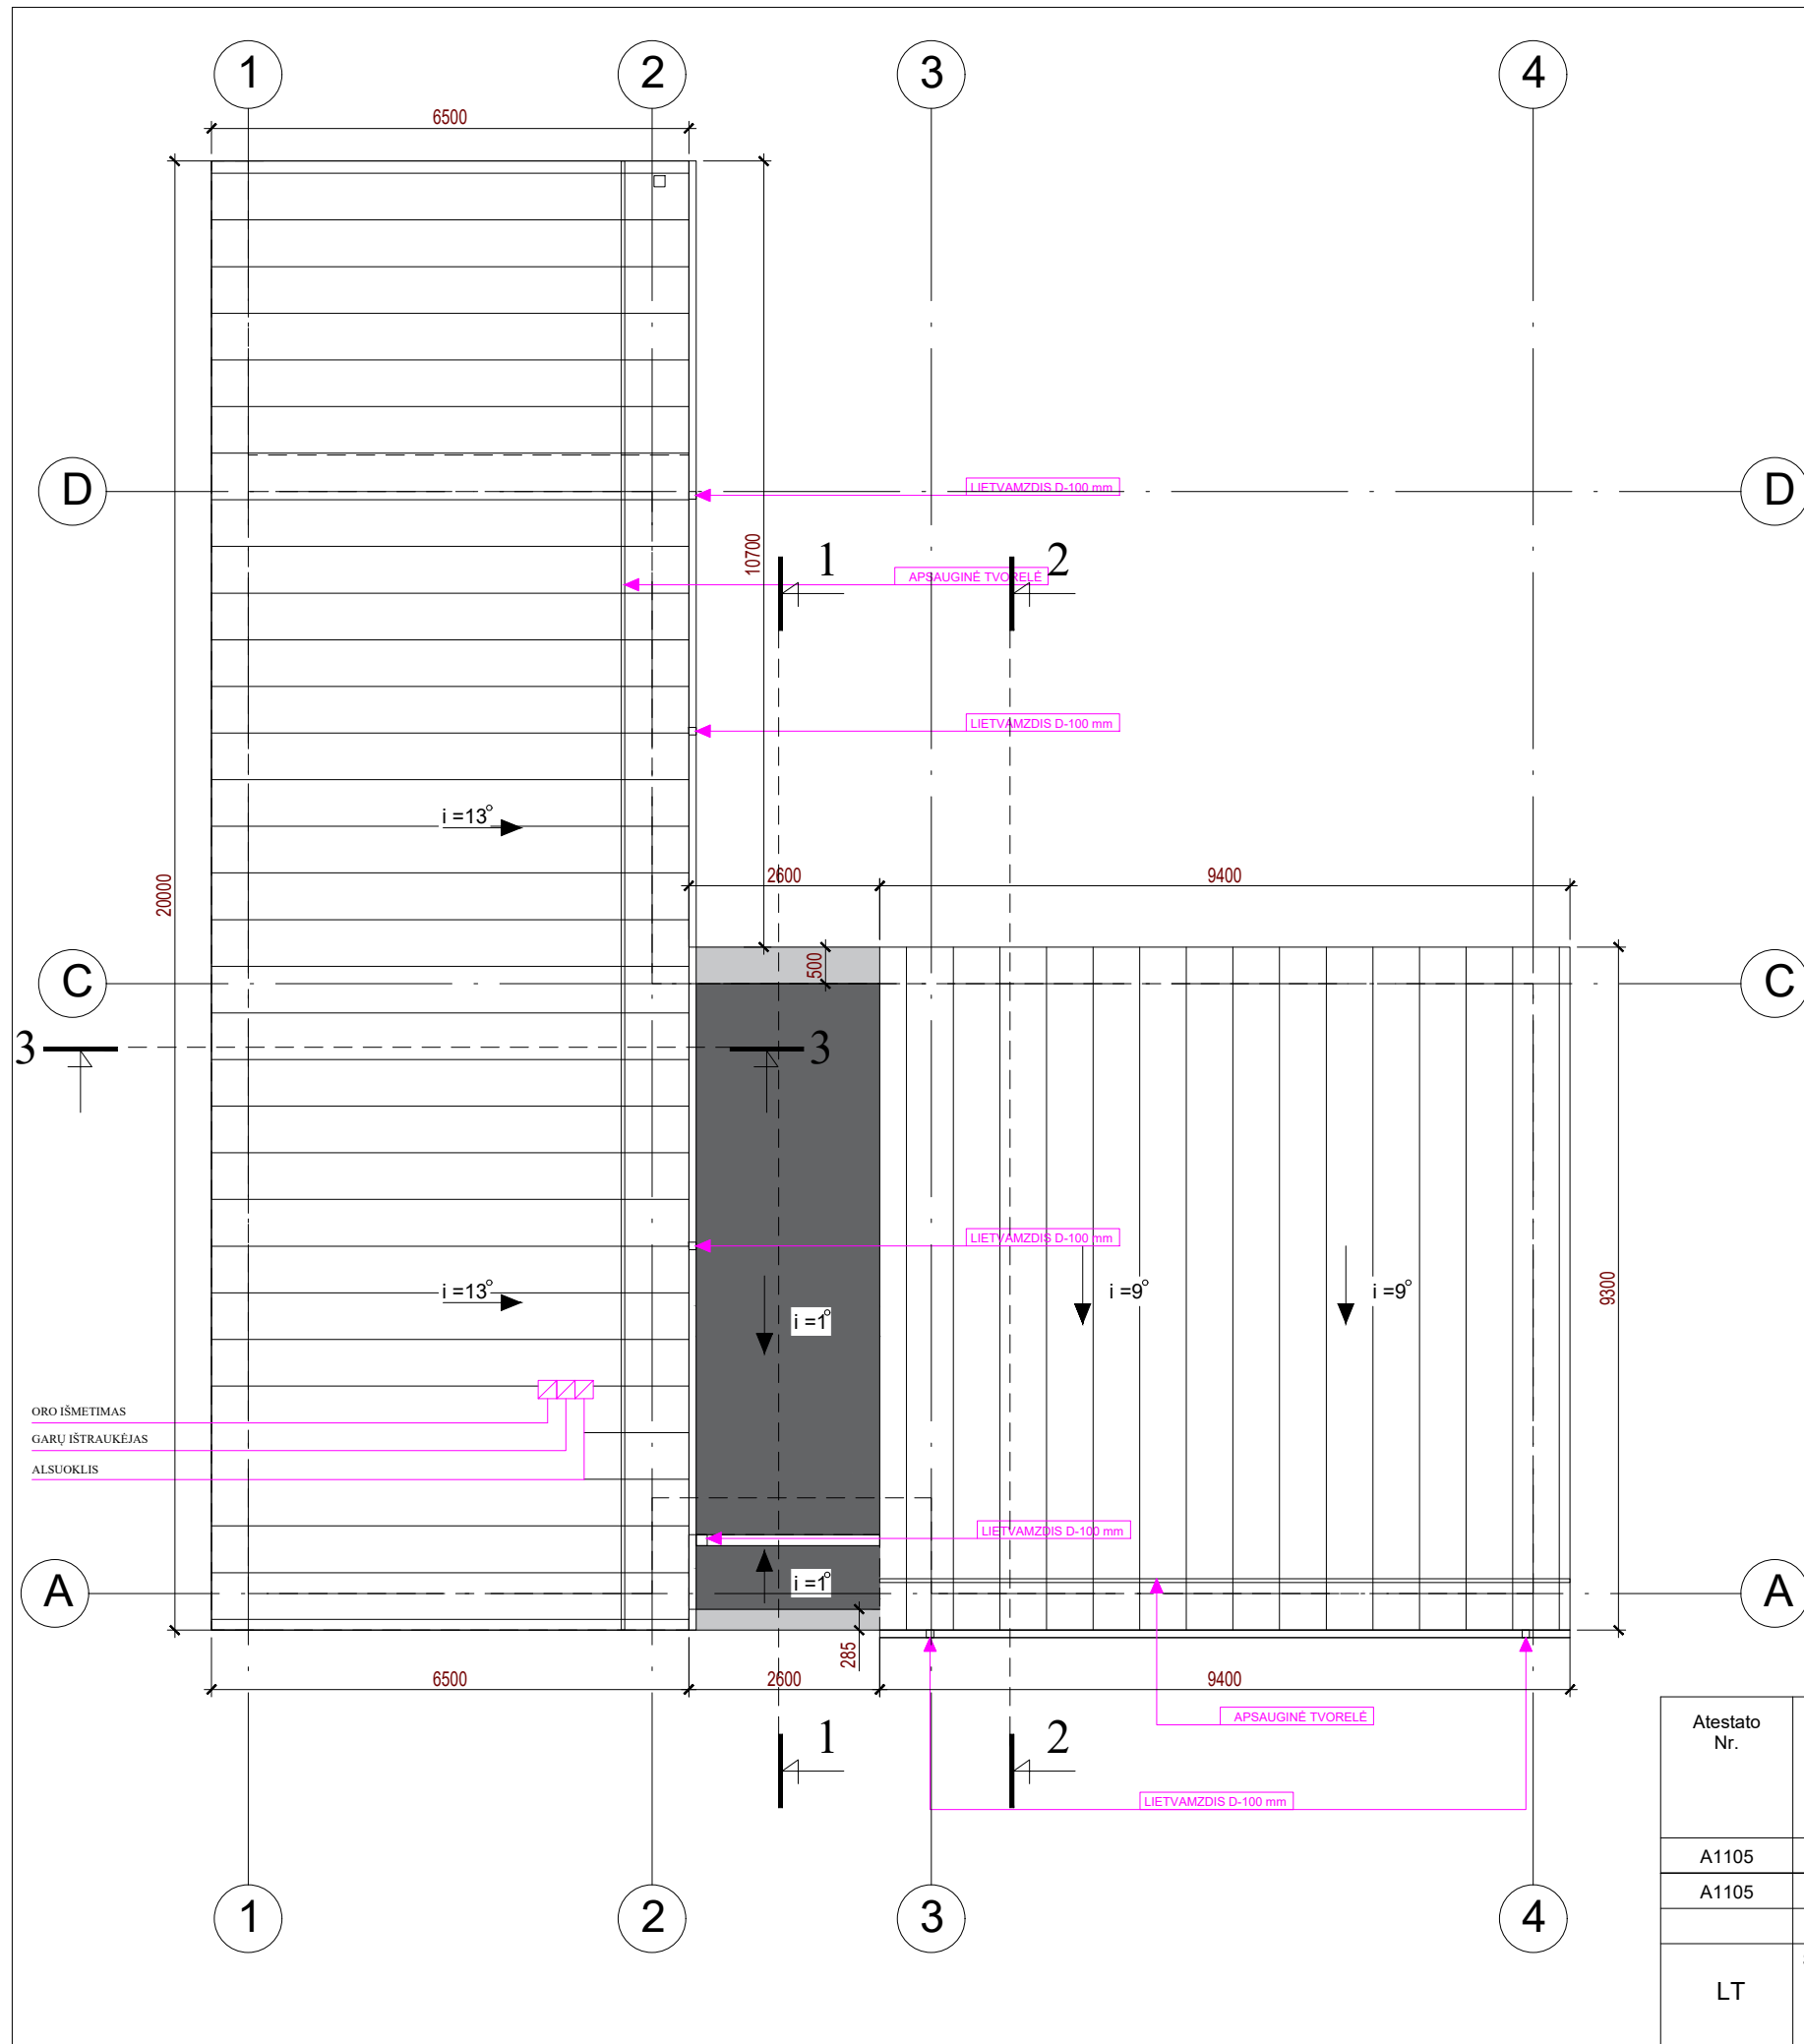 1 2 3 4
6500
D D
LIETVAMZDIS D-100 mm
10700
1 2
APSAUGINĖ TVORELĖ
LIETVAMZDIS D-100 mm
i =13°
20000
2600 9400
500
C C
3 3
LIETVAMZDIS D-100 mm
i =13°
i =1°
i =9° i =9°
9300
ORO IŠMETIMAS
GARŲ IŠTRAUKĖJAS
ALSUOKLIS
LIETVAMZDIS D-100 mm
i =1°
A A
285
6500 2600 9400
APSAUGINĖ TVORELĖ
1 2
LIETVAMZDIS D-100 mm
1 2 3 4
Atestato
Nr.
A1105
A1105
LT